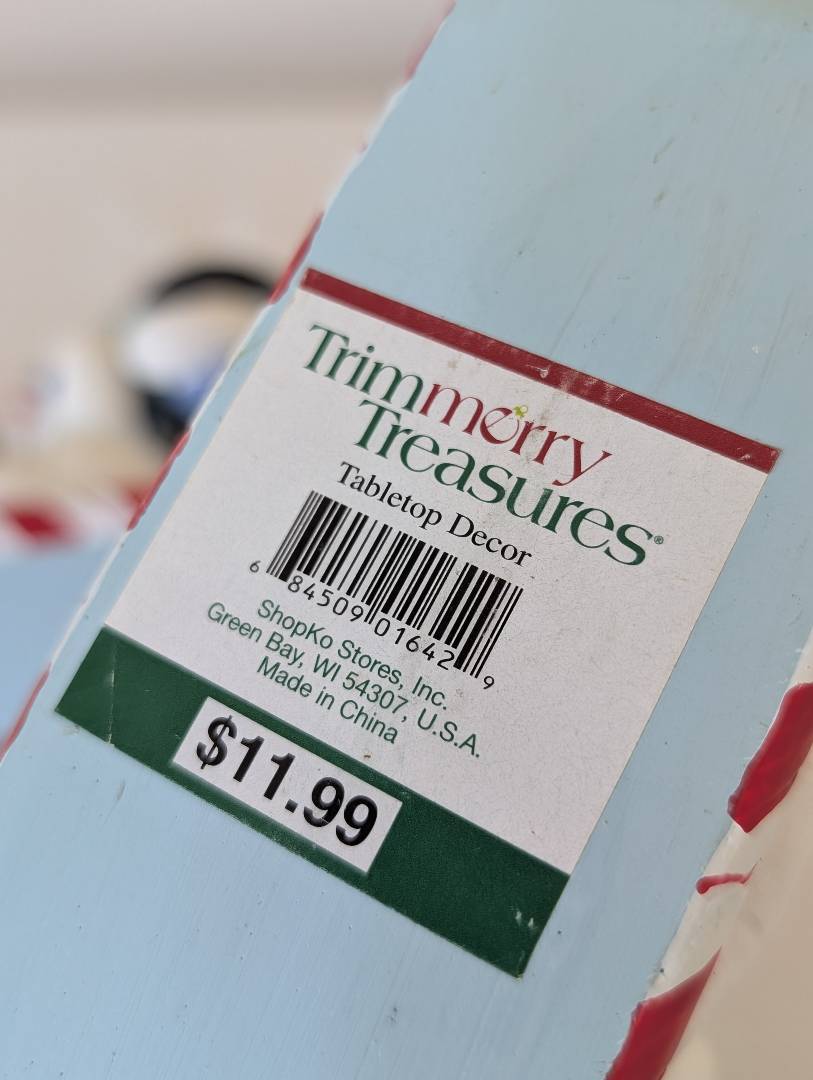 Trimmerry
Treasures®
Tabletop Decor
6 84509 01642 9
ShopKo Stores, Inc.
Green Bay, WI 54307, U.S.A.
Made in China
$11.99